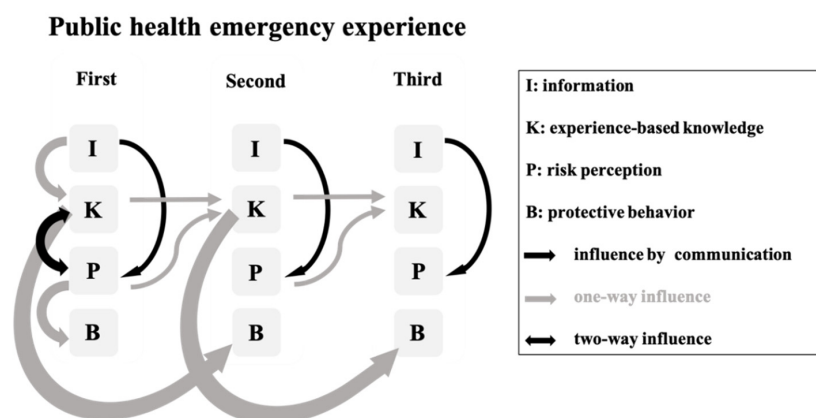 Public health emergency experience
First Second Third
I I I
K K K
P P P
B B B
I: information
K: experience-based knowledge
P: risk perception
B: protective behavior
influence by communication
one-way influence
two-way influence